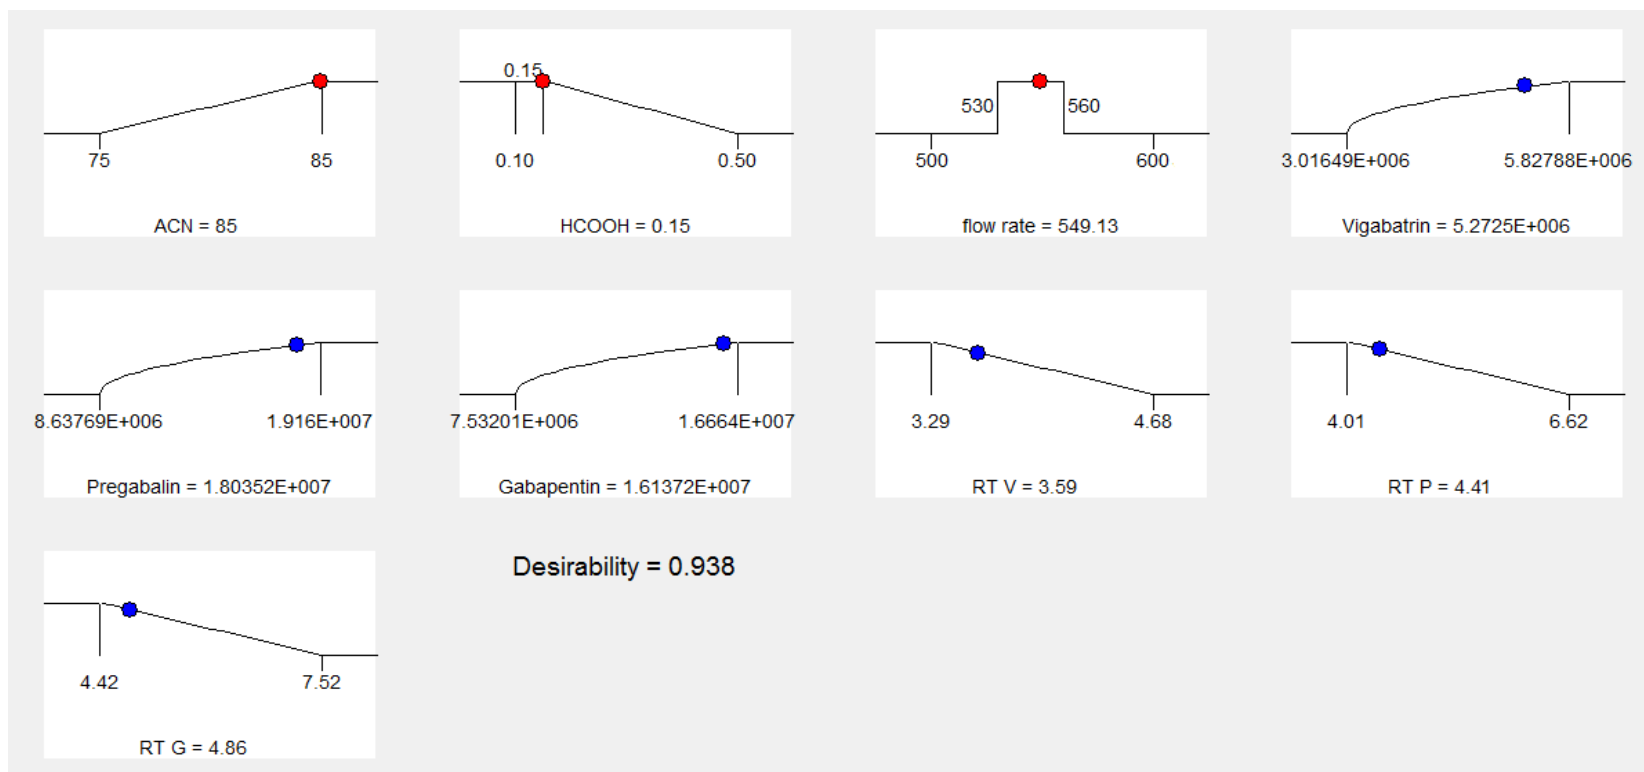 75
85
ACN = 85
0.15
0.10
0.50
HCOOH = 0.15
530
560
500
600
flow rate = 549.13
3.01649E+006
5.82788E+006
Vigabatrin = 5.2725E+006
8.63769E+006
1.916E+007
Pregabalin = 1.80352E+007
7.53201E+006
1.6664E+007
Gabapentin = 1.61372E+007
3.29
4.68
RT V = 3.59
4.01
6.62
RT P = 4.41
4.42
7.52
RT G = 4.86
Desirability = 0.938